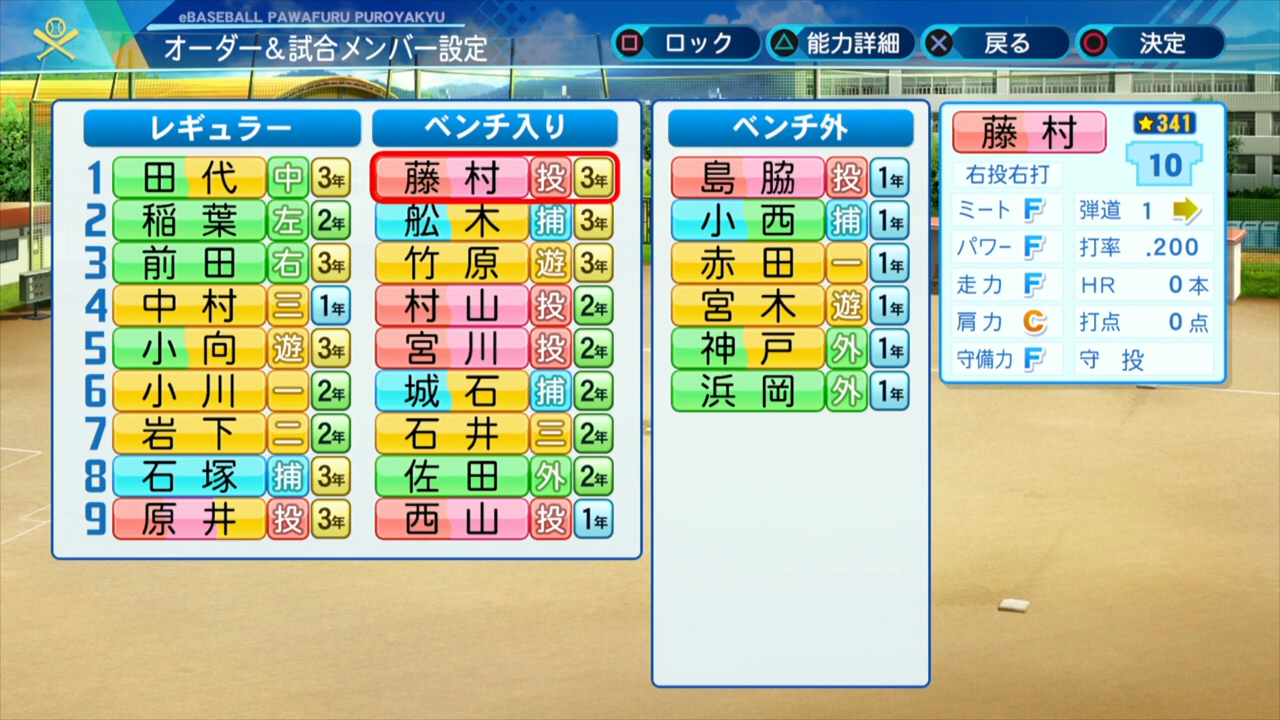 eBASEBALL PAWAFURU PUROYAKYU
オーダー＆試合メンバー設定
ロック
能力詳細
戻る
決定
レギュラー
1 田代 中 3年
2 稲葉 左 2年
3 前田 右 3年
4 中村 三 1年
5 小向 遊 3年
6 小川 一 2年
7 岩下 二 2年
8 石塚 捕 3年
9 原井 投 3年
ベンチ入り
藤村 投 3年
舩木 捕 3年
竹原 遊 3年
村山 投 2年
宮川 投 2年
城石 捕 2年
石井 三 2年
佐田 外 2年
西山 投 1年
ベンチ外
島脇 投 1年
小西 捕 1年
赤田 一 1年
宮木 遊 1年
神戸 外 1年
浜岡 外 1年
藤村
★341
10
右投右打
ミート F
弾道 1
パワー F
打率 .200
走力 F
HR 0本
肩力 C
打点 0点
守備力 F
守 投